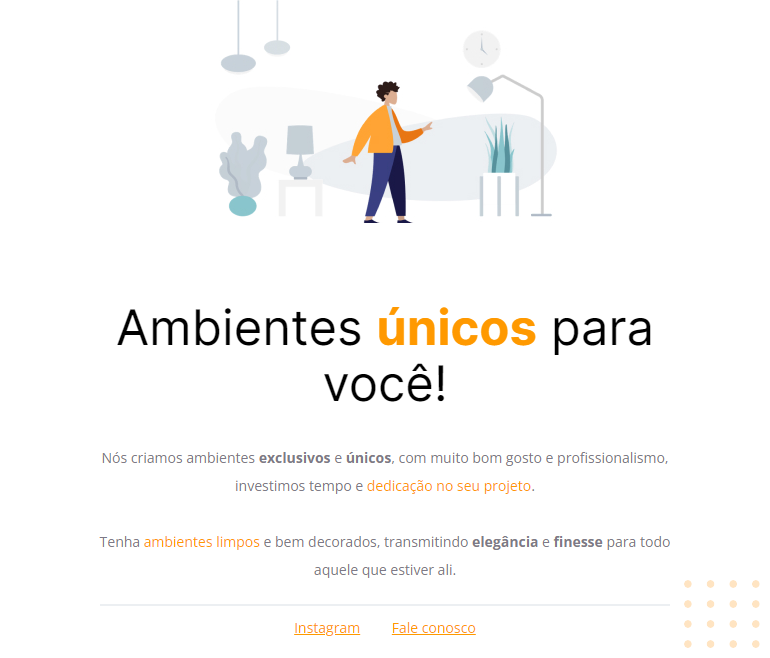 Ambientes únicos para
você!
Nós criamos ambientes exclusivos e únicos, com muito bom gosto e profissionalismo,
investimos tempo e dedicação no seu projeto.
Tenha ambientes limpos e bem decorados, transmitindo elegância e finesse para todo
aquele que estiver ali.
Instagram Fale conosco